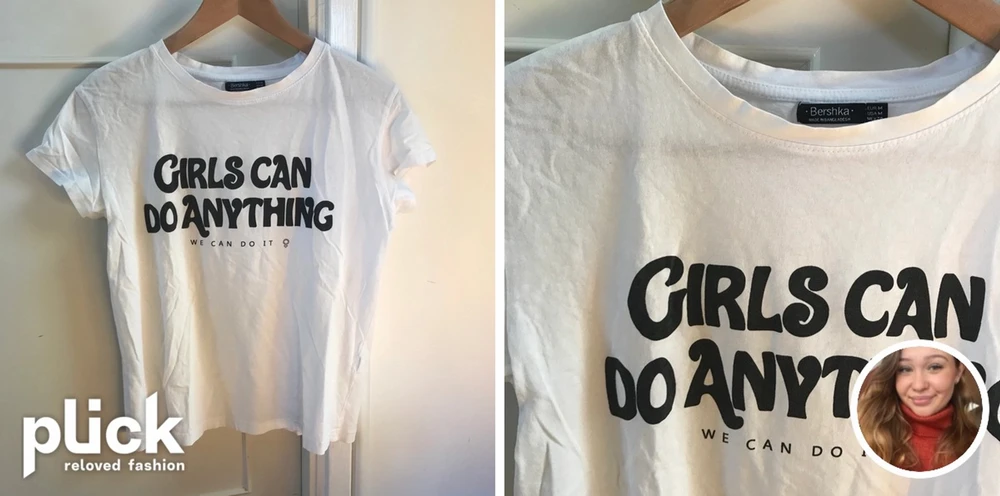 Bershka
GIRLS CAN
DO ANYTHING
WE CAN DO IT
plick
reloved fashion
·Bershka·
GIRLS CAN
DO ANYT
WE CAN DO